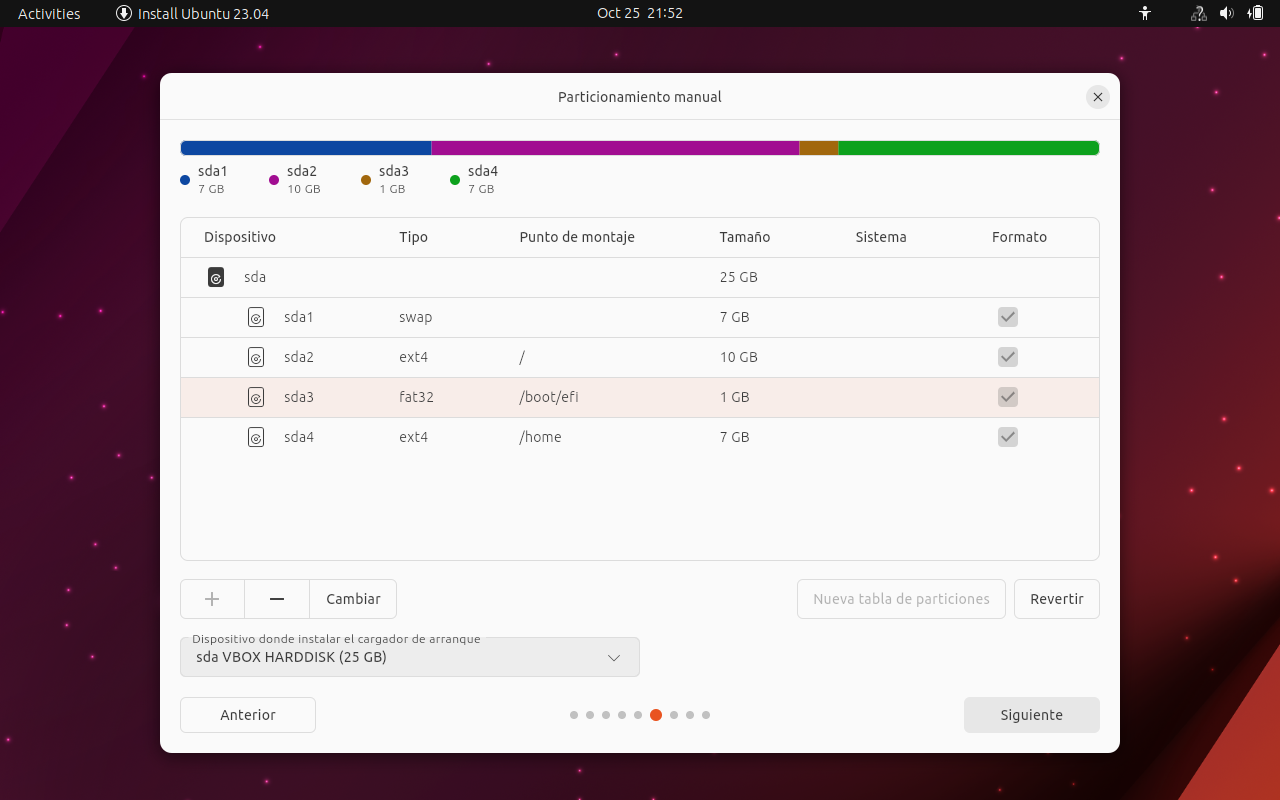 Activities Install Ubuntu 23.04 Oct 25 21:52
Particionamiento manual
sda1 sda2 sda3 sda4
7 GB 10 GB 1 GB 7 GB
Dispositivo Tipo Punto de montaje Tamaño Sistema Formato
sda 25 GB
sda1 swap 7 GB
sda2 ext4 / 10 GB
sda3 fat32 /boot/efi 1 GB
sda4 ext4 /home 7 GB
Cambiar Nueva tabla de particiones Revertir
Dispositivo donde instalar el cargador de arranque
sda VBOX HARDDISK (25 GB)
Anterior Siguiente